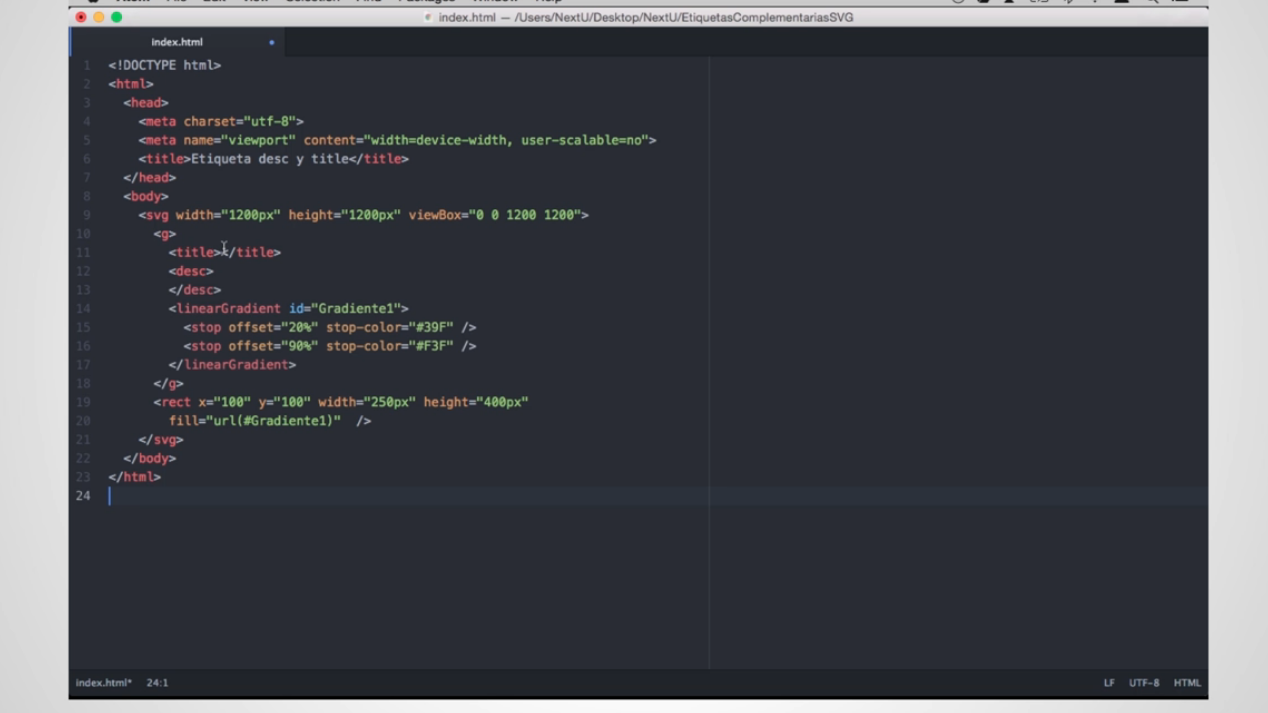 index.html — /Users/NextU/Desktop/NextU/EtiquetasComplementariasSVG
index.html
1 <!DOCTYPE html>
2 <html>
3 <head>
4 <meta charset="utf-8">
5 <meta name="viewport" content="width=device-width, user-scalable=no">
6 <title>Etiqueta desc y title</title>
7 </head>
8 <body>
9 <svg width="1200px" height="1200px" viewBox="0 0 1200 1200">
10 <g>
11 <title></title>
12 <desc>
13 </desc>
14 <linearGradient id="Gradiente1">
15 <stop offset="20%" stop-color="#39F" />
16 <stop offset="90%" stop-color="#F3F" />
17 </linearGradient>
18 </g>
19 <rect x="100" y="100" width="250px" height="400px"
20 fill="url(#Gradiente1)"  />
21 </svg>
22 </body>
23 </html>
24
index.html* 24:1 LF UTF-8 HTML